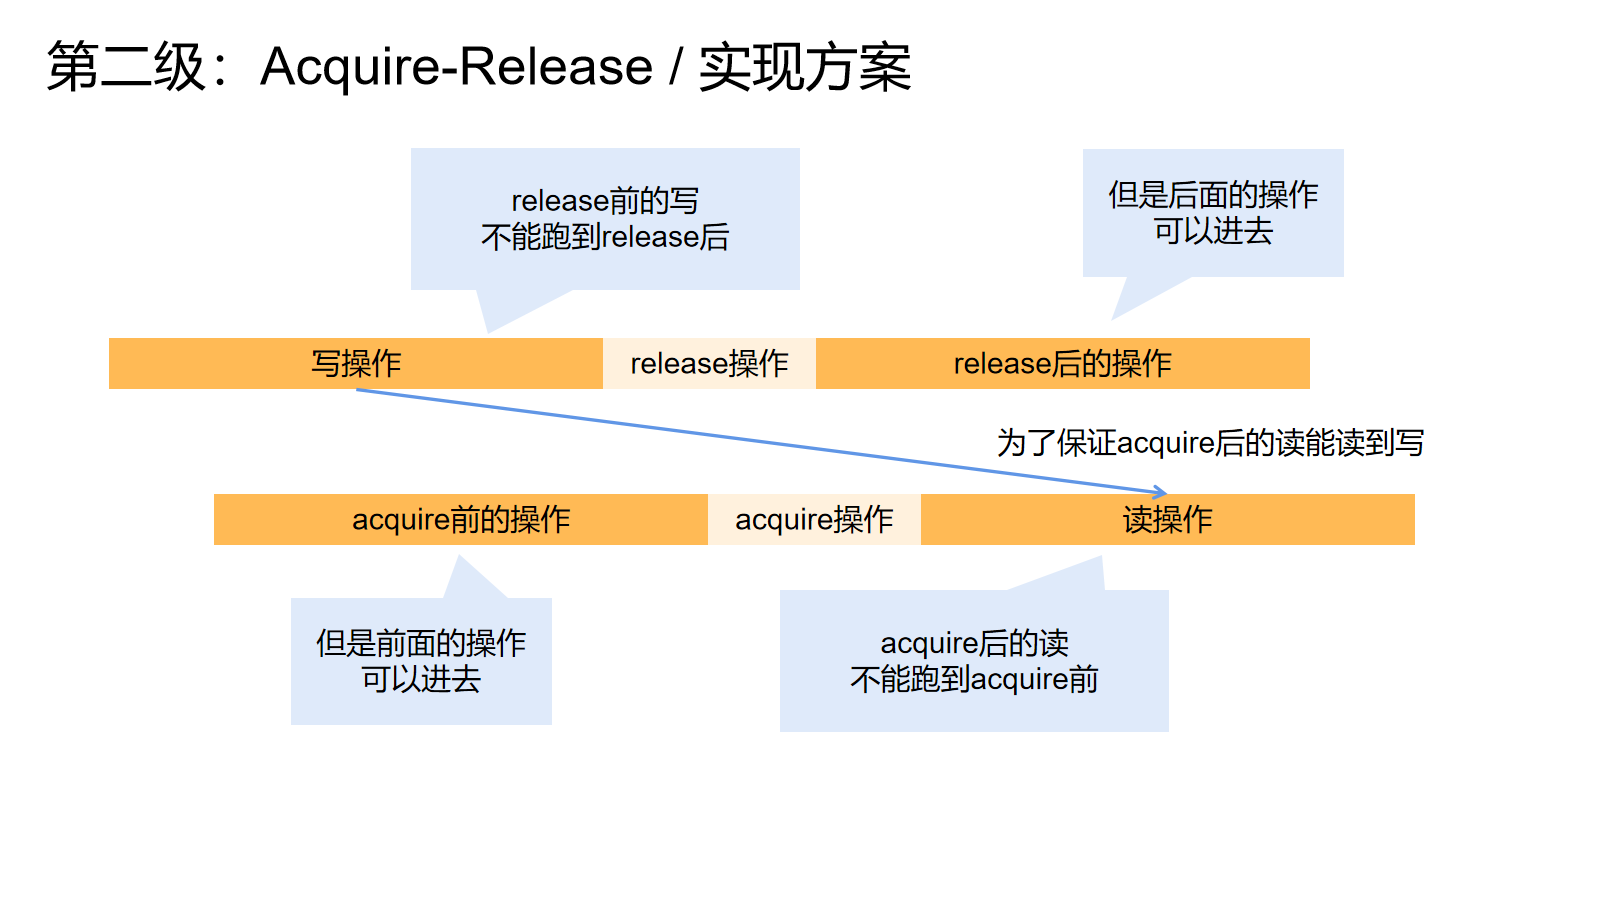 第二级：Acquire-Release / 实现方案
release前的写
不能跑到release后
但是后面的操作
可以进去
写操作
release操作
release后的操作
为了保证acquire后的读能读到写
acquire前的操作
acquire操作
读操作
但是前面的操作
可以进去
acquire后的读
不能跑到acquire前